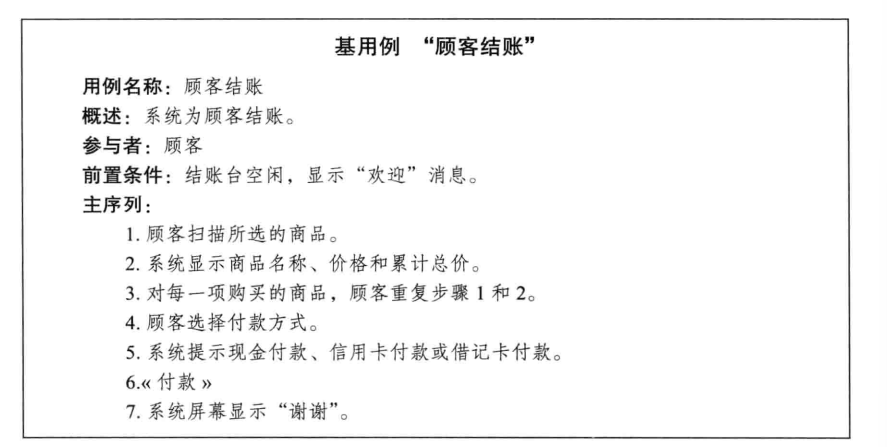 基用例 “顾客结账”
用例名称：顾客结账
概述：系统为顾客结账。
参与者：顾客
前置条件：结账台空闲，显示“欢迎”消息。
主序列：
1. 顾客扫描所选的商品。
2. 系统显示商品名称、价格和累计总价。
3. 对每一项购买的商品，顾客重复步骤 1 和 2。
4. 顾客选择付款方式。
5. 系统提示现金付款、信用卡付款或借记卡付款。
6.« 付款 »
7. 系统屏幕显示“谢谢”。